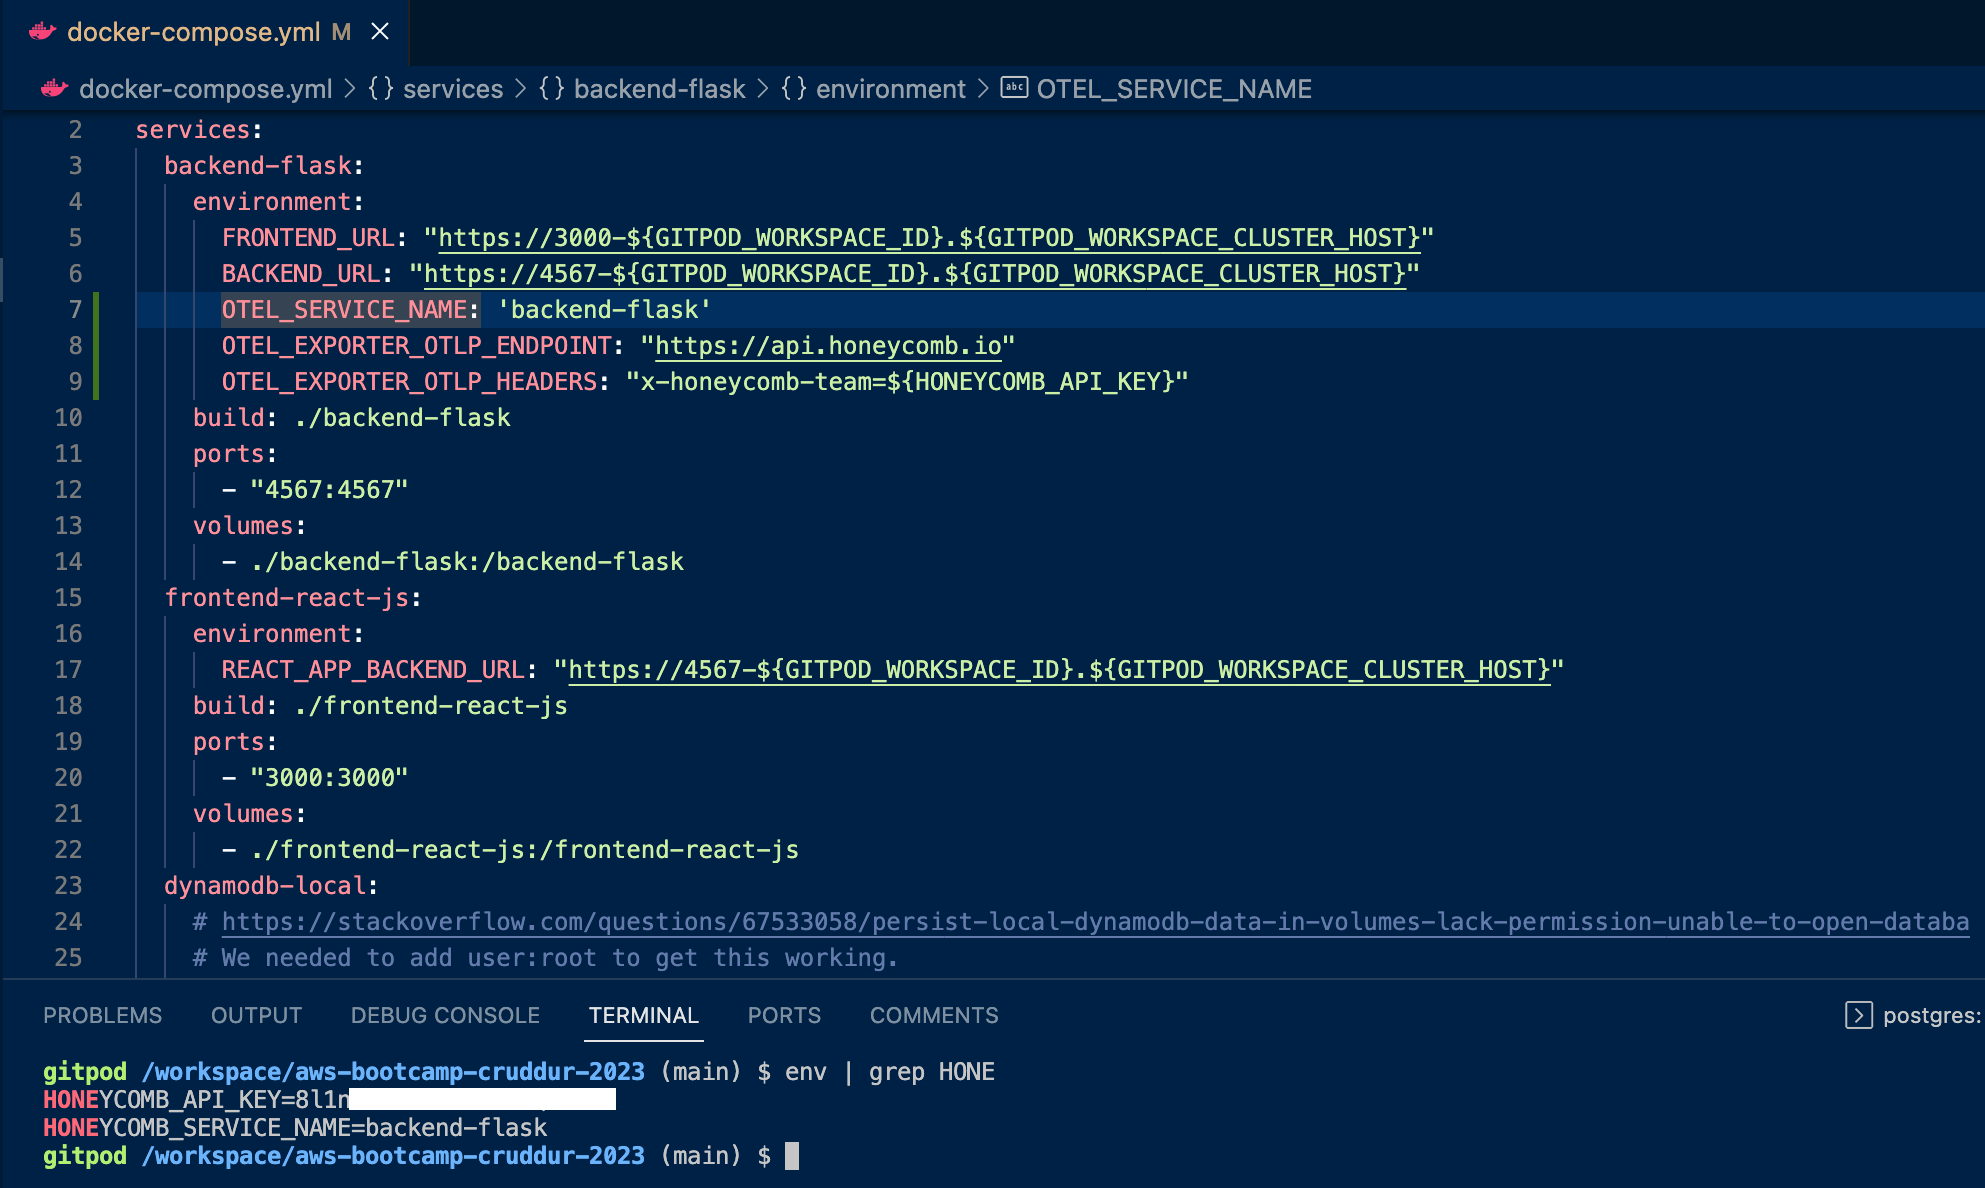 docker-compose.yml M
docker-compose.yml > {} services > {} backend-flask > {} environment > abc OTEL_SERVICE_NAME
2 services:
3 backend-flask:
4 environment:
5 FRONTEND_URL: "https://3000-${GITPOD_WORKSPACE_ID}.${GITPOD_WORKSPACE_CLUSTER_HOST}"
6 BACKEND_URL: "https://4567-${GITPOD_WORKSPACE_ID}.${GITPOD_WORKSPACE_CLUSTER_HOST}"
7 OTEL_SERVICE_NAME: 'backend-flask'
8 OTEL_EXPORTER_OTLP_ENDPOINT: "https://api.honeycomb.io"
9 OTEL_EXPORTER_OTLP_HEADERS: "x-honeycomb-team=${HONEYCOMB_API_KEY}"
10 build: ./backend-flask
11 ports:
12 - "4567:4567"
13 volumes:
14 - ./backend-flask:/backend-flask
15 frontend-react-js:
16 environment:
17 REACT_APP_BACKEND_URL: "https://4567-${GITPOD_WORKSPACE_ID}.${GITPOD_WORKSPACE_CLUSTER_HOST}"
18 build: ./frontend-react-js
19 ports:
20 - "3000:3000"
21 volumes:
22 - ./frontend-react-js:/frontend-react-js
23 dynamodb-local:
24 # https://stackoverflow.com/questions/67533058/persist-local-dynamodb-data-in-volumes-lack-permission-unable-to-open-databa
25 # We needed to add user:root to get this working.
PROBLEMS OUTPUT DEBUG CONSOLE TERMINAL PORTS COMMENTS postgres:
gitpod /workspace/aws-bootcamp-cruddur-2023 (main) $ env | grep HONE
HONEYCOMB_API_KEY=8l1n
HONEYCOMB_SERVICE_NAME=backend-flask
gitpod /workspace/aws-bootcamp-cruddur-2023 (main) $